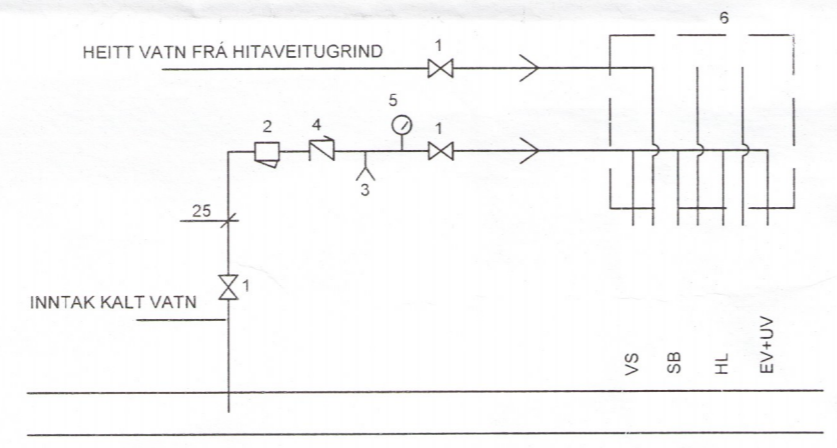 6
HEITT VATN FRÁ HITAVEITUGRIND
1
5
2
4
1
3
25
1
INNTAK KALT VATN
VS
SB
HL
EV+UV